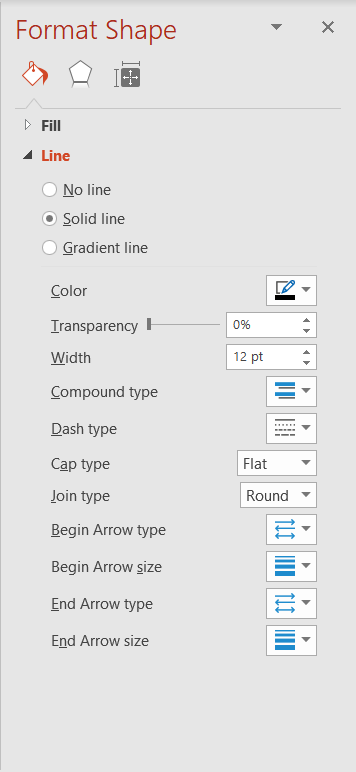 Format Shape
Fill
Line
No line
Solid line
Gradient line
Color
Transparency 0%
Width 12 pt
Compound type
Dash type
Cap type Flat
Join type Round
Begin Arrow type
Begin Arrow size
End Arrow type
End Arrow size